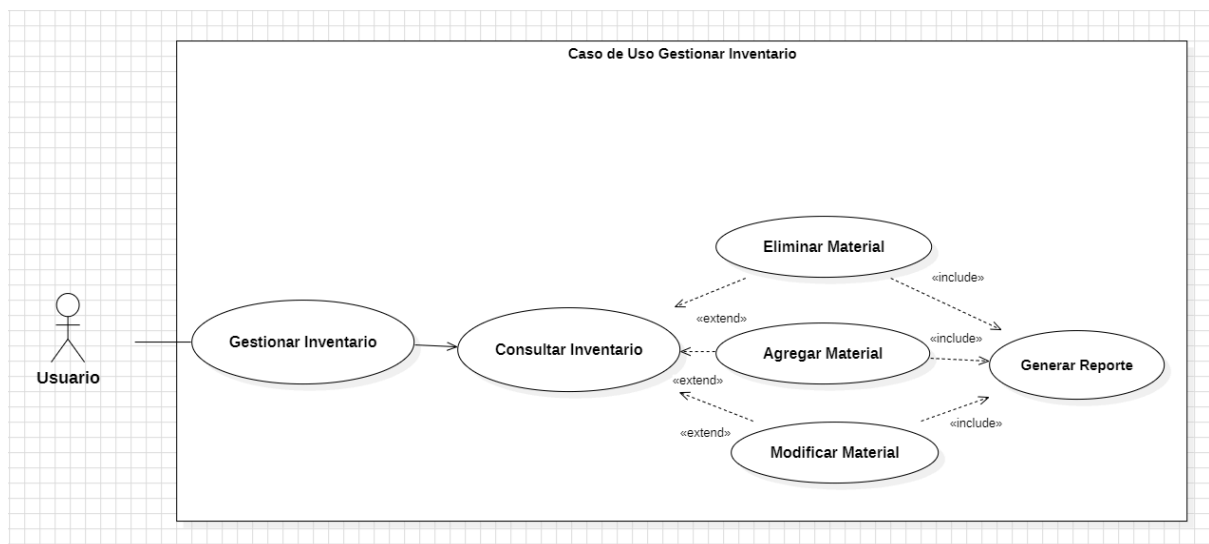 Caso de Uso Gestionar Inventario
Eliminar Material
«include»
«extend»
Gestionar Inventario
Consultar Inventario
Agregar Material
«include»
Generar Reporte
Usuario
«extend»
«extend»
«include»
Modificar Material